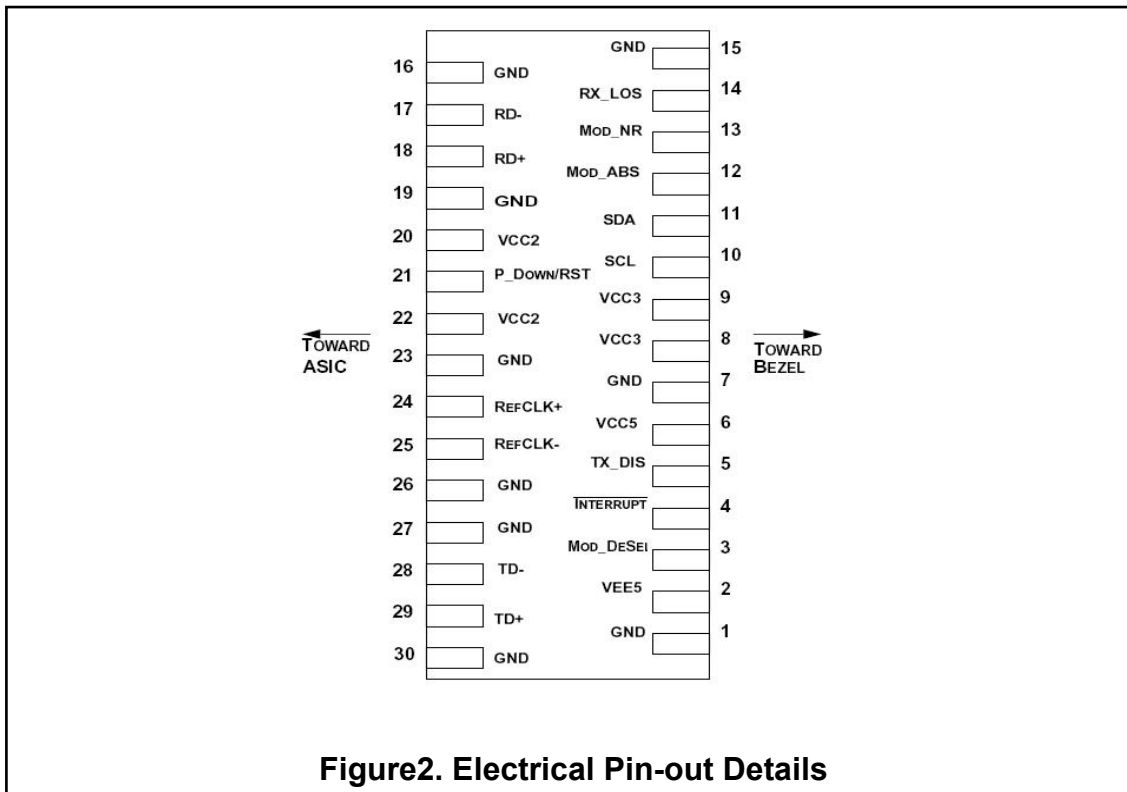 GND 15
16 GND
RX_LOS 14
17 RD-
MOD_NR 13
18 RD+
MOD_ABS 12
19 GND
SDA 11
20 VCC2
SCL 10
21 P_DOWN/RST
VCC3 9
22 VCC2
VCC3 8
TOWARD
ASIC
TOWARD
BEZEL
23 GND
GND 7
24 REFCLK+
VCC5 6
25 REFCLK-
TX_DIS 5
26 GND
INTERRUPT 4
27 GND
MOD_DESEl 3
28 TD-
VEE5 2
29 TD+
GND 1
30 GND
Figure2. Electrical Pin-out Details